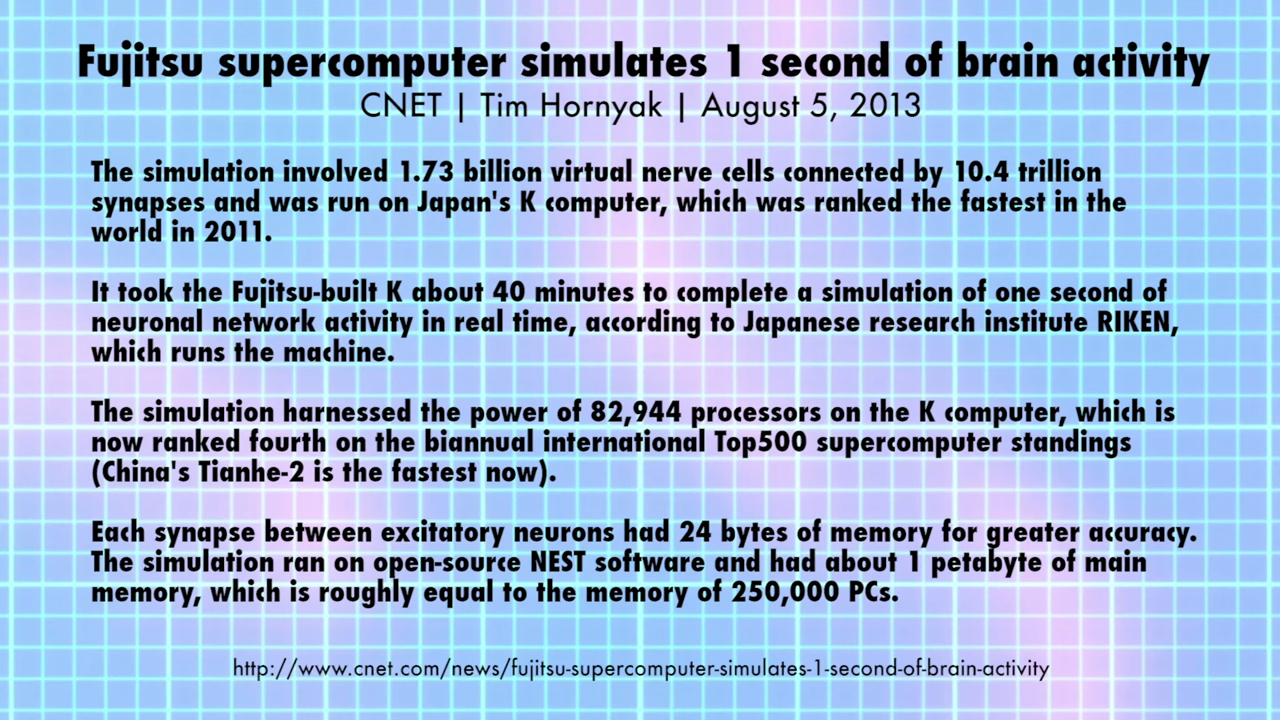 Fujitsu supercomputer simulates 1 second of brain activity
CNET | Tim Hornyak | August 5, 2013
The simulation involved 1.73 billion virtual nerve cells connected by 10.4 trillion
synapses and was run on Japan's K computer, which was ranked the fastest in the
world in 2011.
It took the Fujitsu-built K about 40 minutes to complete a simulation of one second of
neuronal network activity in real time, according to Japanese research institute RIKEN,
which runs the machine.
The simulation harnessed the power of 82,944 processors on the K computer, which is
now ranked fourth on the biannual international Top500 supercomputer standings
(China's Tianhe-2 is the fastest now).
Each synapse between excitatory neurons had 24 bytes of memory for greater accuracy.
The simulation ran on open-source NEST software and had about 1 petabyte of main
memory, which is roughly equal to the memory of 250,000 PCs.
http://www.cnet.com/news/fujitsu-supercomputer-simulates-1-second-of-brain-activity